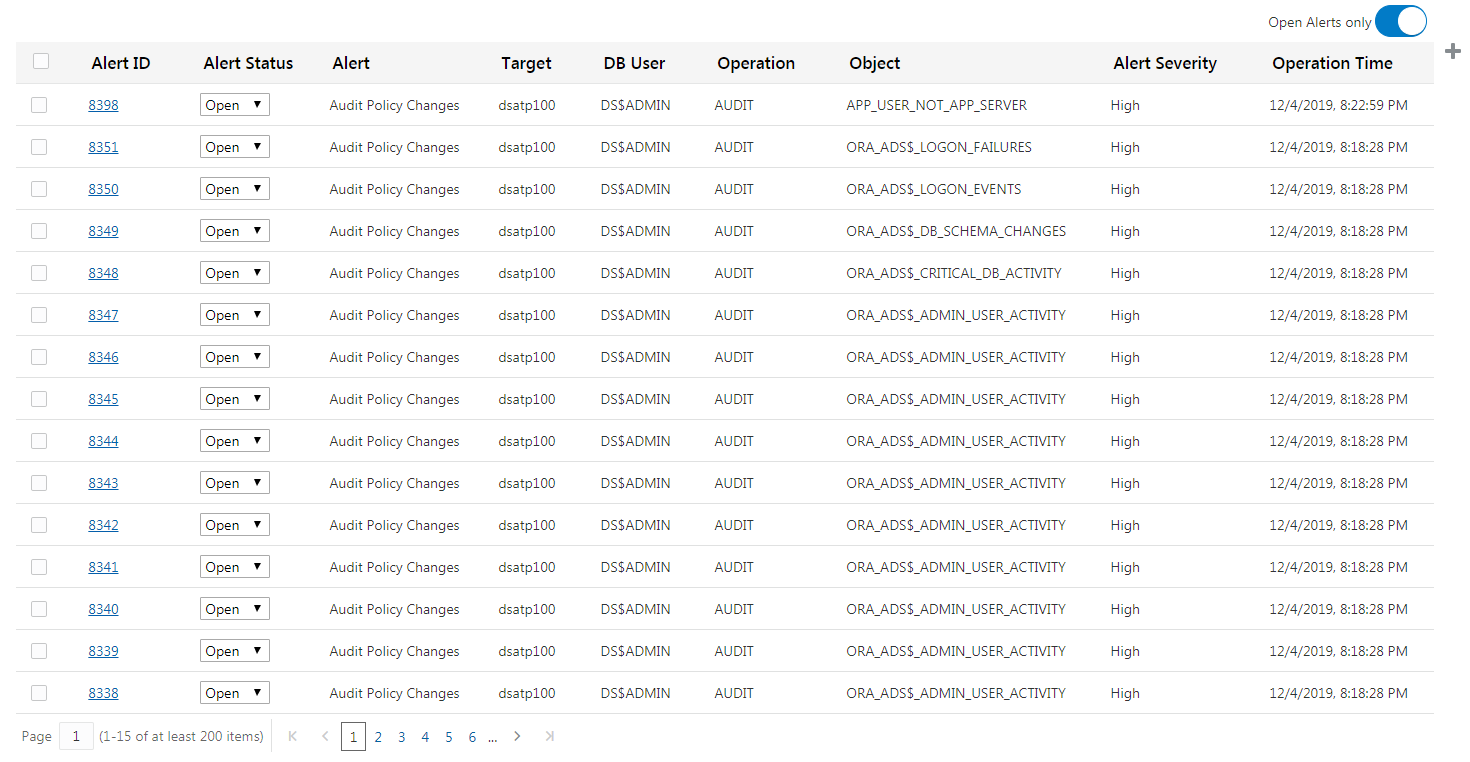 Open Alerts only
Alert ID Alert Status Alert Target DB User Operation Object Alert Severity Operation Time
8398 Open Audit Policy Changes dsatp100 DS$ADMIN AUDIT APP_USER_NOT_APP_SERVER High 12/4/2019, 8:22:59 PM
8351 Open Audit Policy Changes dsatp100 DS$ADMIN AUDIT ORA_ADS$_LOGON_FAILURES High 12/4/2019, 8:18:28 PM
8350 Open Audit Policy Changes dsatp100 DS$ADMIN AUDIT ORA_ADS$_LOGON_EVENTS High 12/4/2019, 8:18:28 PM
8349 Open Audit Policy Changes dsatp100 DS$ADMIN AUDIT ORA_ADS$_DB_SCHEMA_CHANGES High 12/4/2019, 8:18:28 PM
8348 Open Audit Policy Changes dsatp100 DS$ADMIN AUDIT ORA_ADS$_CRITICAL_DB_ACTIVITY High 12/4/2019, 8:18:28 PM
8347 Open Audit Policy Changes dsatp100 DS$ADMIN AUDIT ORA_ADS$_ADMIN_USER_ACTIVITY High 12/4/2019, 8:18:28 PM
8346 Open Audit Policy Changes dsatp100 DS$ADMIN AUDIT ORA_ADS$_ADMIN_USER_ACTIVITY High 12/4/2019, 8:18:28 PM
8345 Open Audit Policy Changes dsatp100 DS$ADMIN AUDIT ORA_ADS$_ADMIN_USER_ACTIVITY High 12/4/2019, 8:18:28 PM
8344 Open Audit Policy Changes dsatp100 DS$ADMIN AUDIT ORA_ADS$_ADMIN_USER_ACTIVITY High 12/4/2019, 8:18:28 PM
8343 Open Audit Policy Changes dsatp100 DS$ADMIN AUDIT ORA_ADS$_ADMIN_USER_ACTIVITY High 12/4/2019, 8:18:28 PM
8342 Open Audit Policy Changes dsatp100 DS$ADMIN AUDIT ORA_ADS$_ADMIN_USER_ACTIVITY High 12/4/2019, 8:18:28 PM
8341 Open Audit Policy Changes dsatp100 DS$ADMIN AUDIT ORA_ADS$_ADMIN_USER_ACTIVITY High 12/4/2019, 8:18:28 PM
8340 Open Audit Policy Changes dsatp100 DS$ADMIN AUDIT ORA_ADS$_ADMIN_USER_ACTIVITY High 12/4/2019, 8:18:28 PM
8339 Open Audit Policy Changes dsatp100 DS$ADMIN AUDIT ORA_ADS$_ADMIN_USER_ACTIVITY High 12/4/2019, 8:18:28 PM
8338 Open Audit Policy Changes dsatp100 DS$ADMIN AUDIT ORA_ADS$_ADMIN_USER_ACTIVITY High 12/4/2019, 8:18:28 PM
Page 1 (1-15 of at least 200 items) 1 2 3 4 5 6 ...